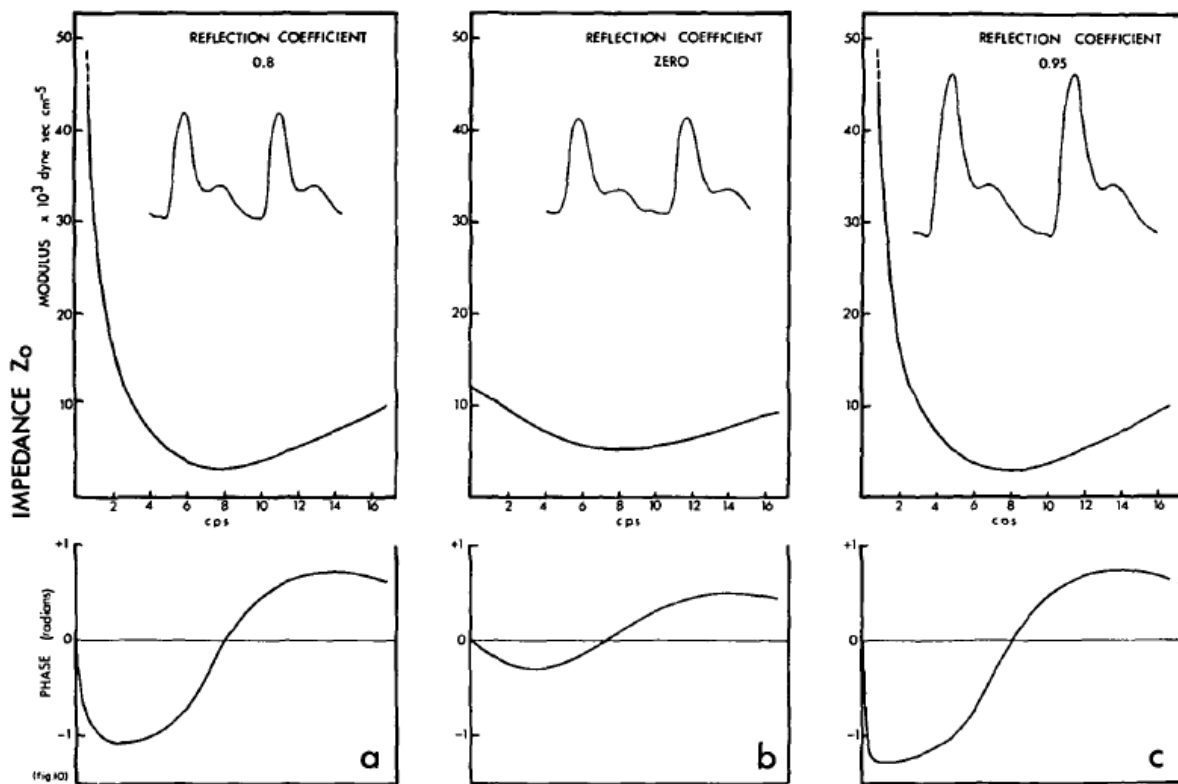 REFLECTION COEFFICIENT
0.8
50
40
30
20
10
MODULUS x 10³ dyne sec cm⁻⁵
IMPEDANCE Zo
2 4 6 8 10 12 14 16
cps
+1
0
-1
PHASE (radians)
(fig.10)
a
REFLECTION COEFFICIENT
ZERO
50
40
30
20
10
2 4 6 8 10 12 14 16
cps
+1
0
-1
b
REFLECTION COEFFICIENT
0.95
50
40
30
20
10
2 4 6 8 10 12 14 16
cos
+1
0
-1
c